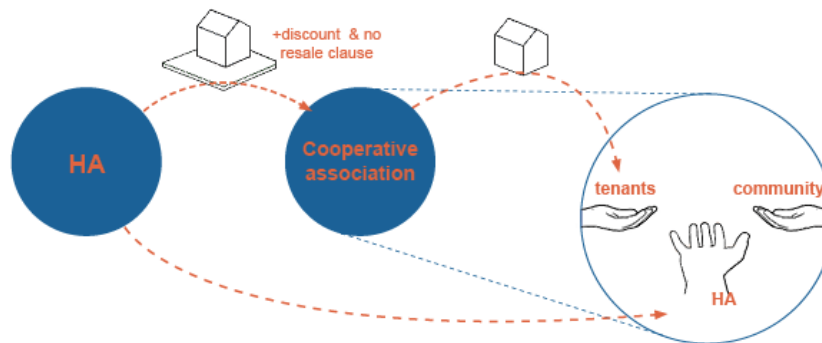 +discount & no
resale clause
HA
Cooperative
association
tenants
community
HA